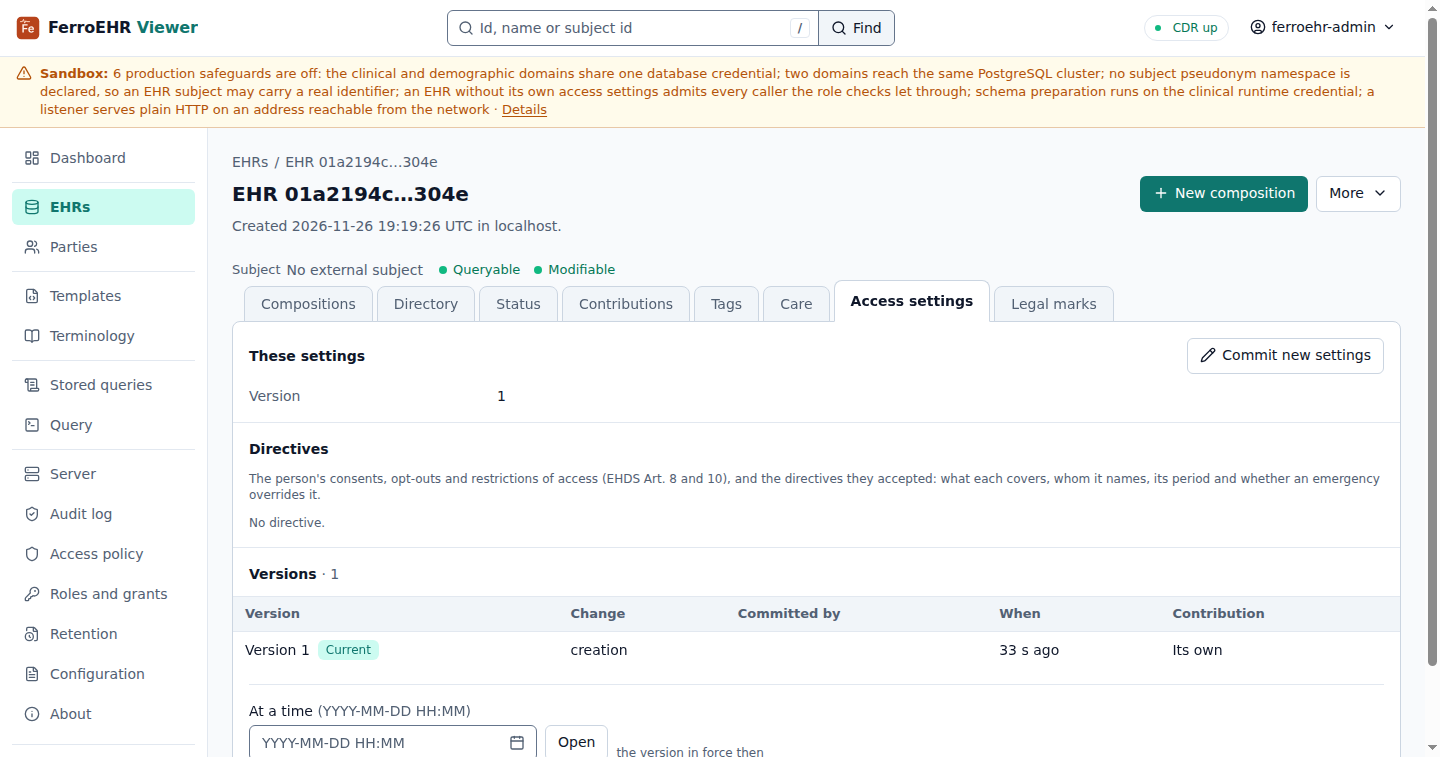 FerroEHR Viewer
Id, name or subject id
/
Find
CDR up
ferroehr-admin
Sandbox: 6 production safeguards are off: the clinical and demographic domains share one database credential; two domains reach the same PostgreSQL cluster; no subject pseudonym namespace is
declared, so an EHR subject may carry a real identifier; an EHR without its own access settings admits every caller the role checks let through; schema preparation runs on the clinical runtime credential; a
listener serves plain HTTP on an address reachable from the network · Details
Dashboard
EHRs
Parties
Templates
Terminology
Stored queries
Query
Server
Audit log
Access policy
Roles and grants
Retention
Configuration
About
EHRs / EHR 01a2194c…304e
EHR 01a2194c…304e
New composition
More
Created 2026-11-26 19:19:26 UTC in localhost.
Subject No external subject Queryable Modifiable
Compositions
Directory
Status
Contributions
Tags
Care
Access settings
Legal marks
These settings
Commit new settings
Version 1
Directives
The person's consents, opt-outs and restrictions of access (EHDS Art. 8 and 10), and the directives they accepted: what each covers, whom it names, its period and whether an emergency
overrides it.
No directive.
Versions · 1
Version Change Committed by When Contribution
Version 1 Current creation 33 s ago Its own
At a time (YYYY-MM-DD HH:MM)
YYYY-MM-DD HH:MM
Open
the version in force then